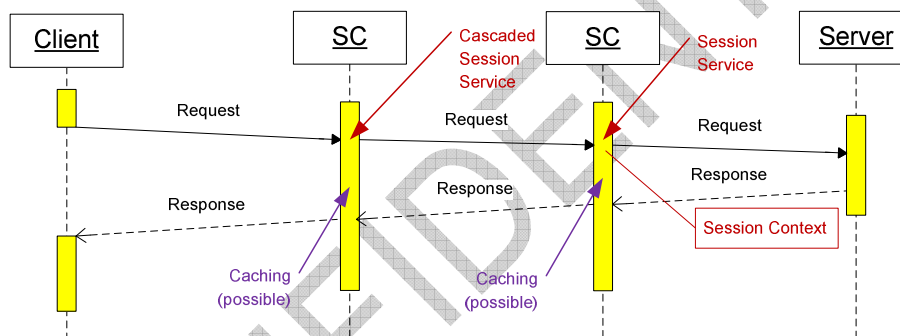 Client
SC
SC
Server
Cascaded
Session
Service
Session
Service
Request
Request
Request
Response
Response
Response
Session Context
Caching
(possible)
Caching
(possible)